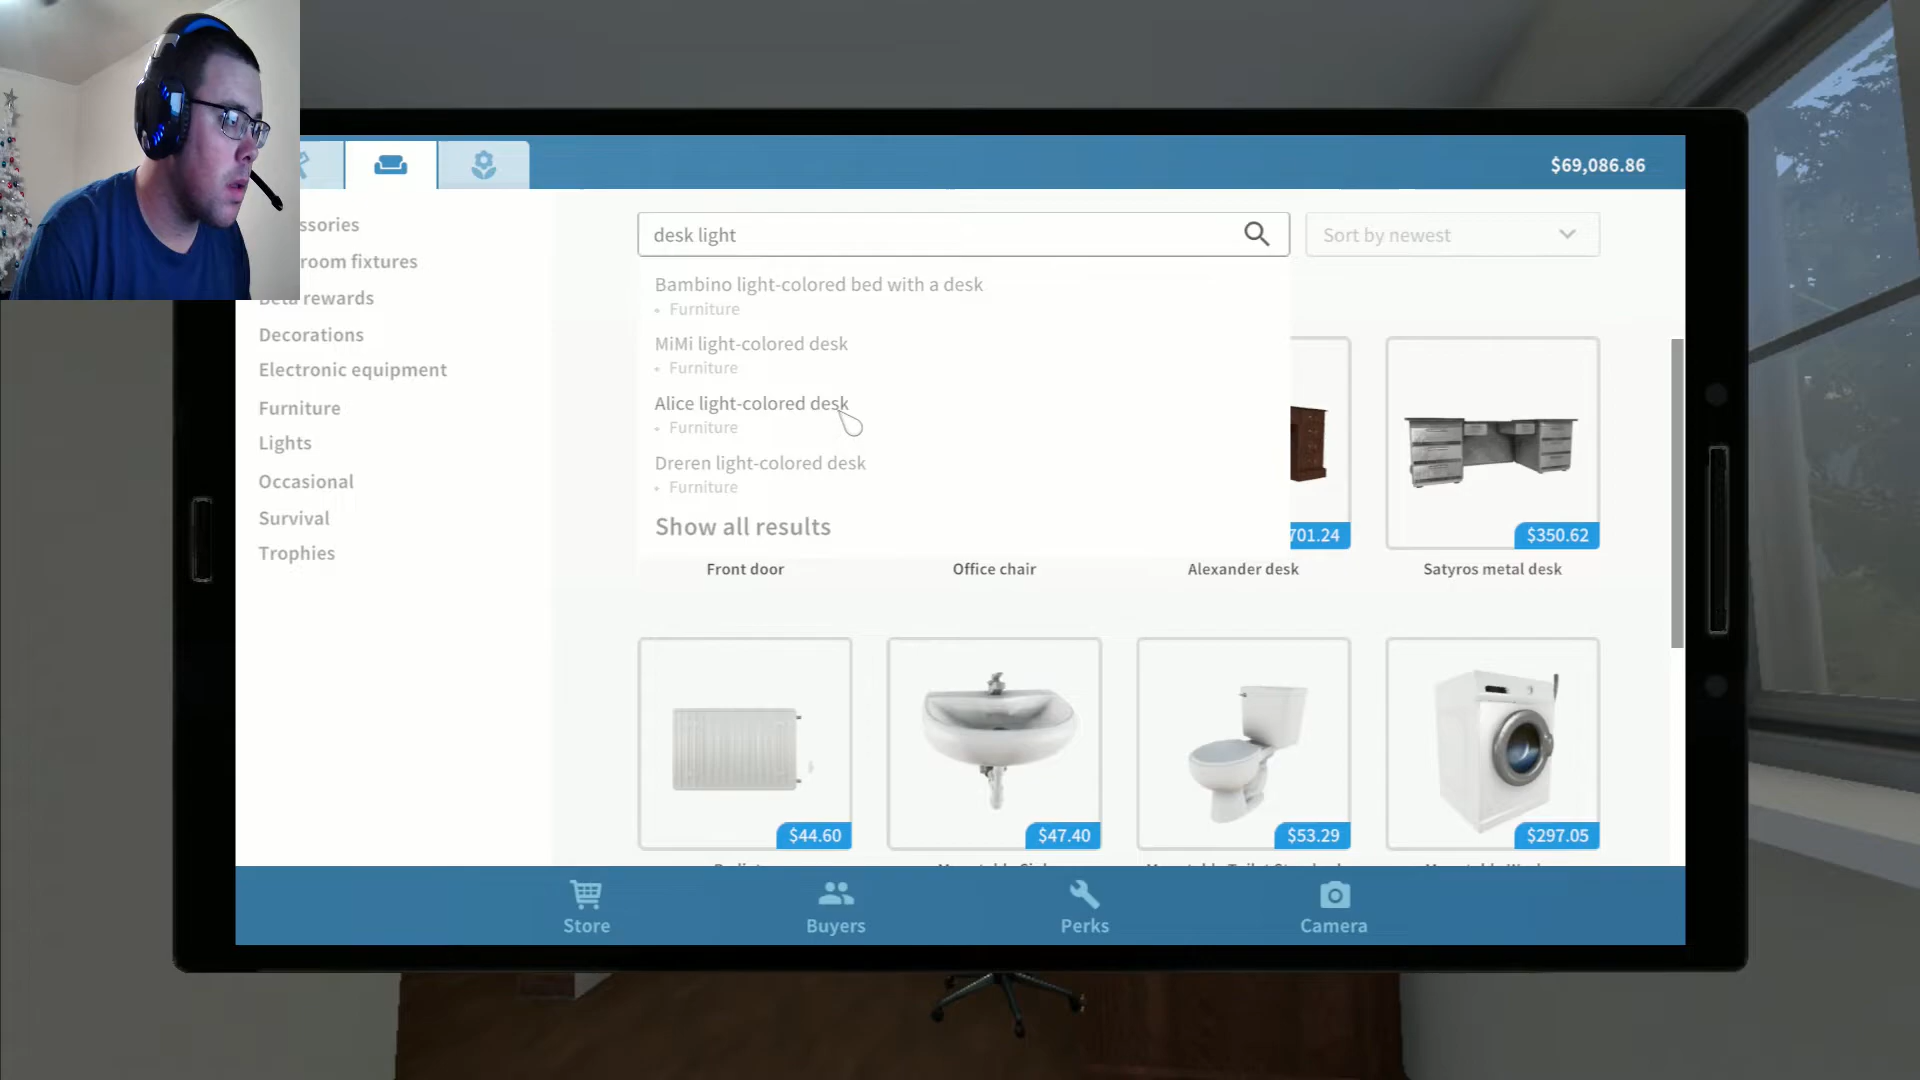 $69,086.86
ssories
desk light
Sort by newest
room fixtures
Beta rewards
Decorations
Electronic equipment
Furniture
Lights
Occasional
Survival
Trophies
Bambino light-colored bed with a desk
• Furniture
MiMi light-colored desk
• Furniture
Alice light-colored desk
• Furniture
Dreren light-colored desk
• Furniture
Show all results
701.24
$350.62
Front door
Office chair
Alexander desk
Satyros metal desk
$44.60
$47.40
$53.29
$297.05
Store
Buyers
Perks
Camera